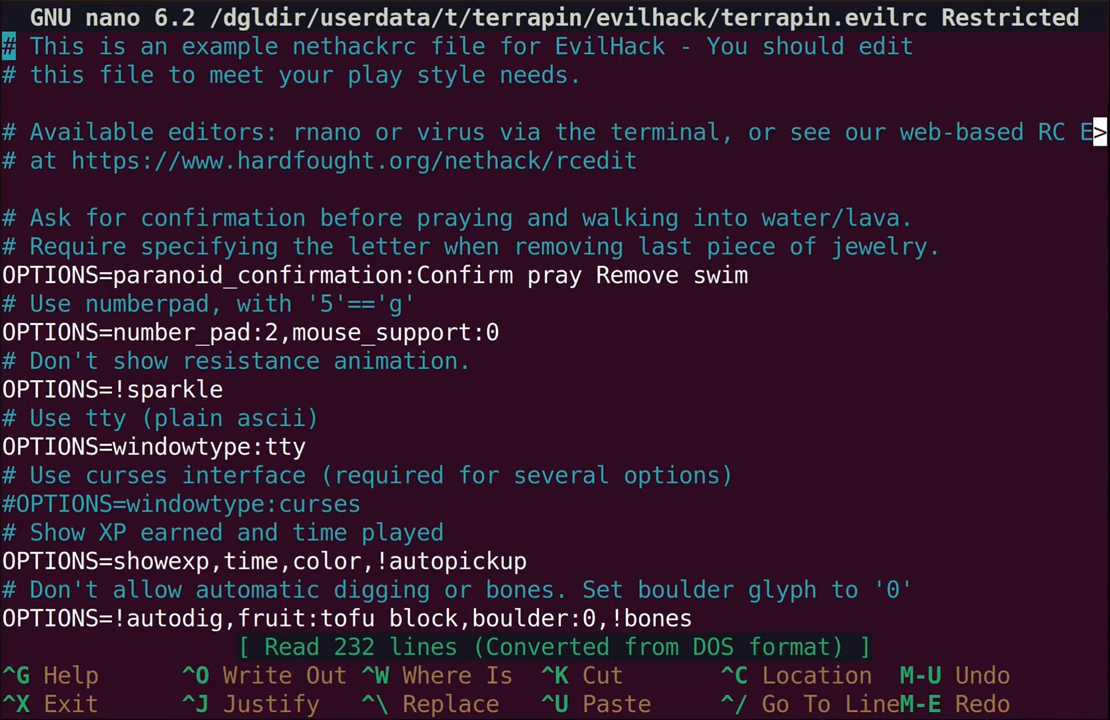 GNU nano 6.2 /dgldir/userdata/t/terrapin/evilhack/terrapin.evilrc Restricted
# This is an example nethackrc file for EvilHack - You should edit
# this file to meet your play style needs.
# Available editors: rnano or virus via the terminal, or see our web-based RC E>
# at https://www.hardfought.org/nethack/rcedit
# Ask for confirmation before praying and walking into water/lava.
# Require specifying the letter when removing last piece of jewelry.
OPTIONS=paranoid_confirmation:Confirm pray Remove swim
# Use numberpad, with '5'=='g'
OPTIONS=number_pad:2,mouse_support:0
# Don't show resistance animation.
OPTIONS=!sparkle
# Use tty (plain ascii)
OPTIONS=windowtype:tty
# Use curses interface (required for several options)
#OPTIONS=windowtype:curses
# Show XP earned and time played
OPTIONS=showexp,time,color,!autopickup
# Don't allow automatic digging or bones. Set boulder glyph to '0'
OPTIONS=!autodig,fruit:tofu block,boulder:0,!bones
[ Read 232 lines (Converted from DOS format) ]
^G Help ^O Write Out ^W Where Is ^K Cut ^C Location M-U Undo
^X Exit ^J Justify ^\ Replace ^U Paste ^/ Go To LineM-E Redo